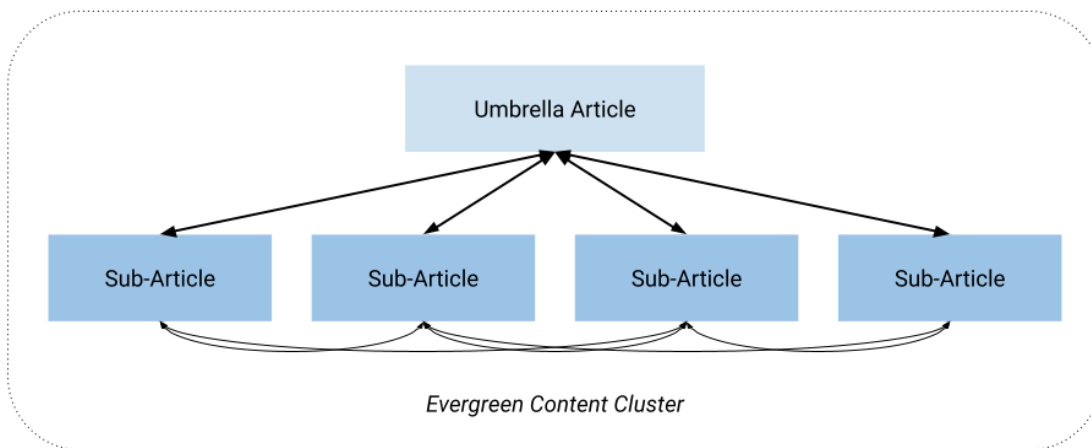 Umbrella Article
Sub-Article
Sub-Article
Sub-Article
Sub-Article
Evergreen Content Cluster